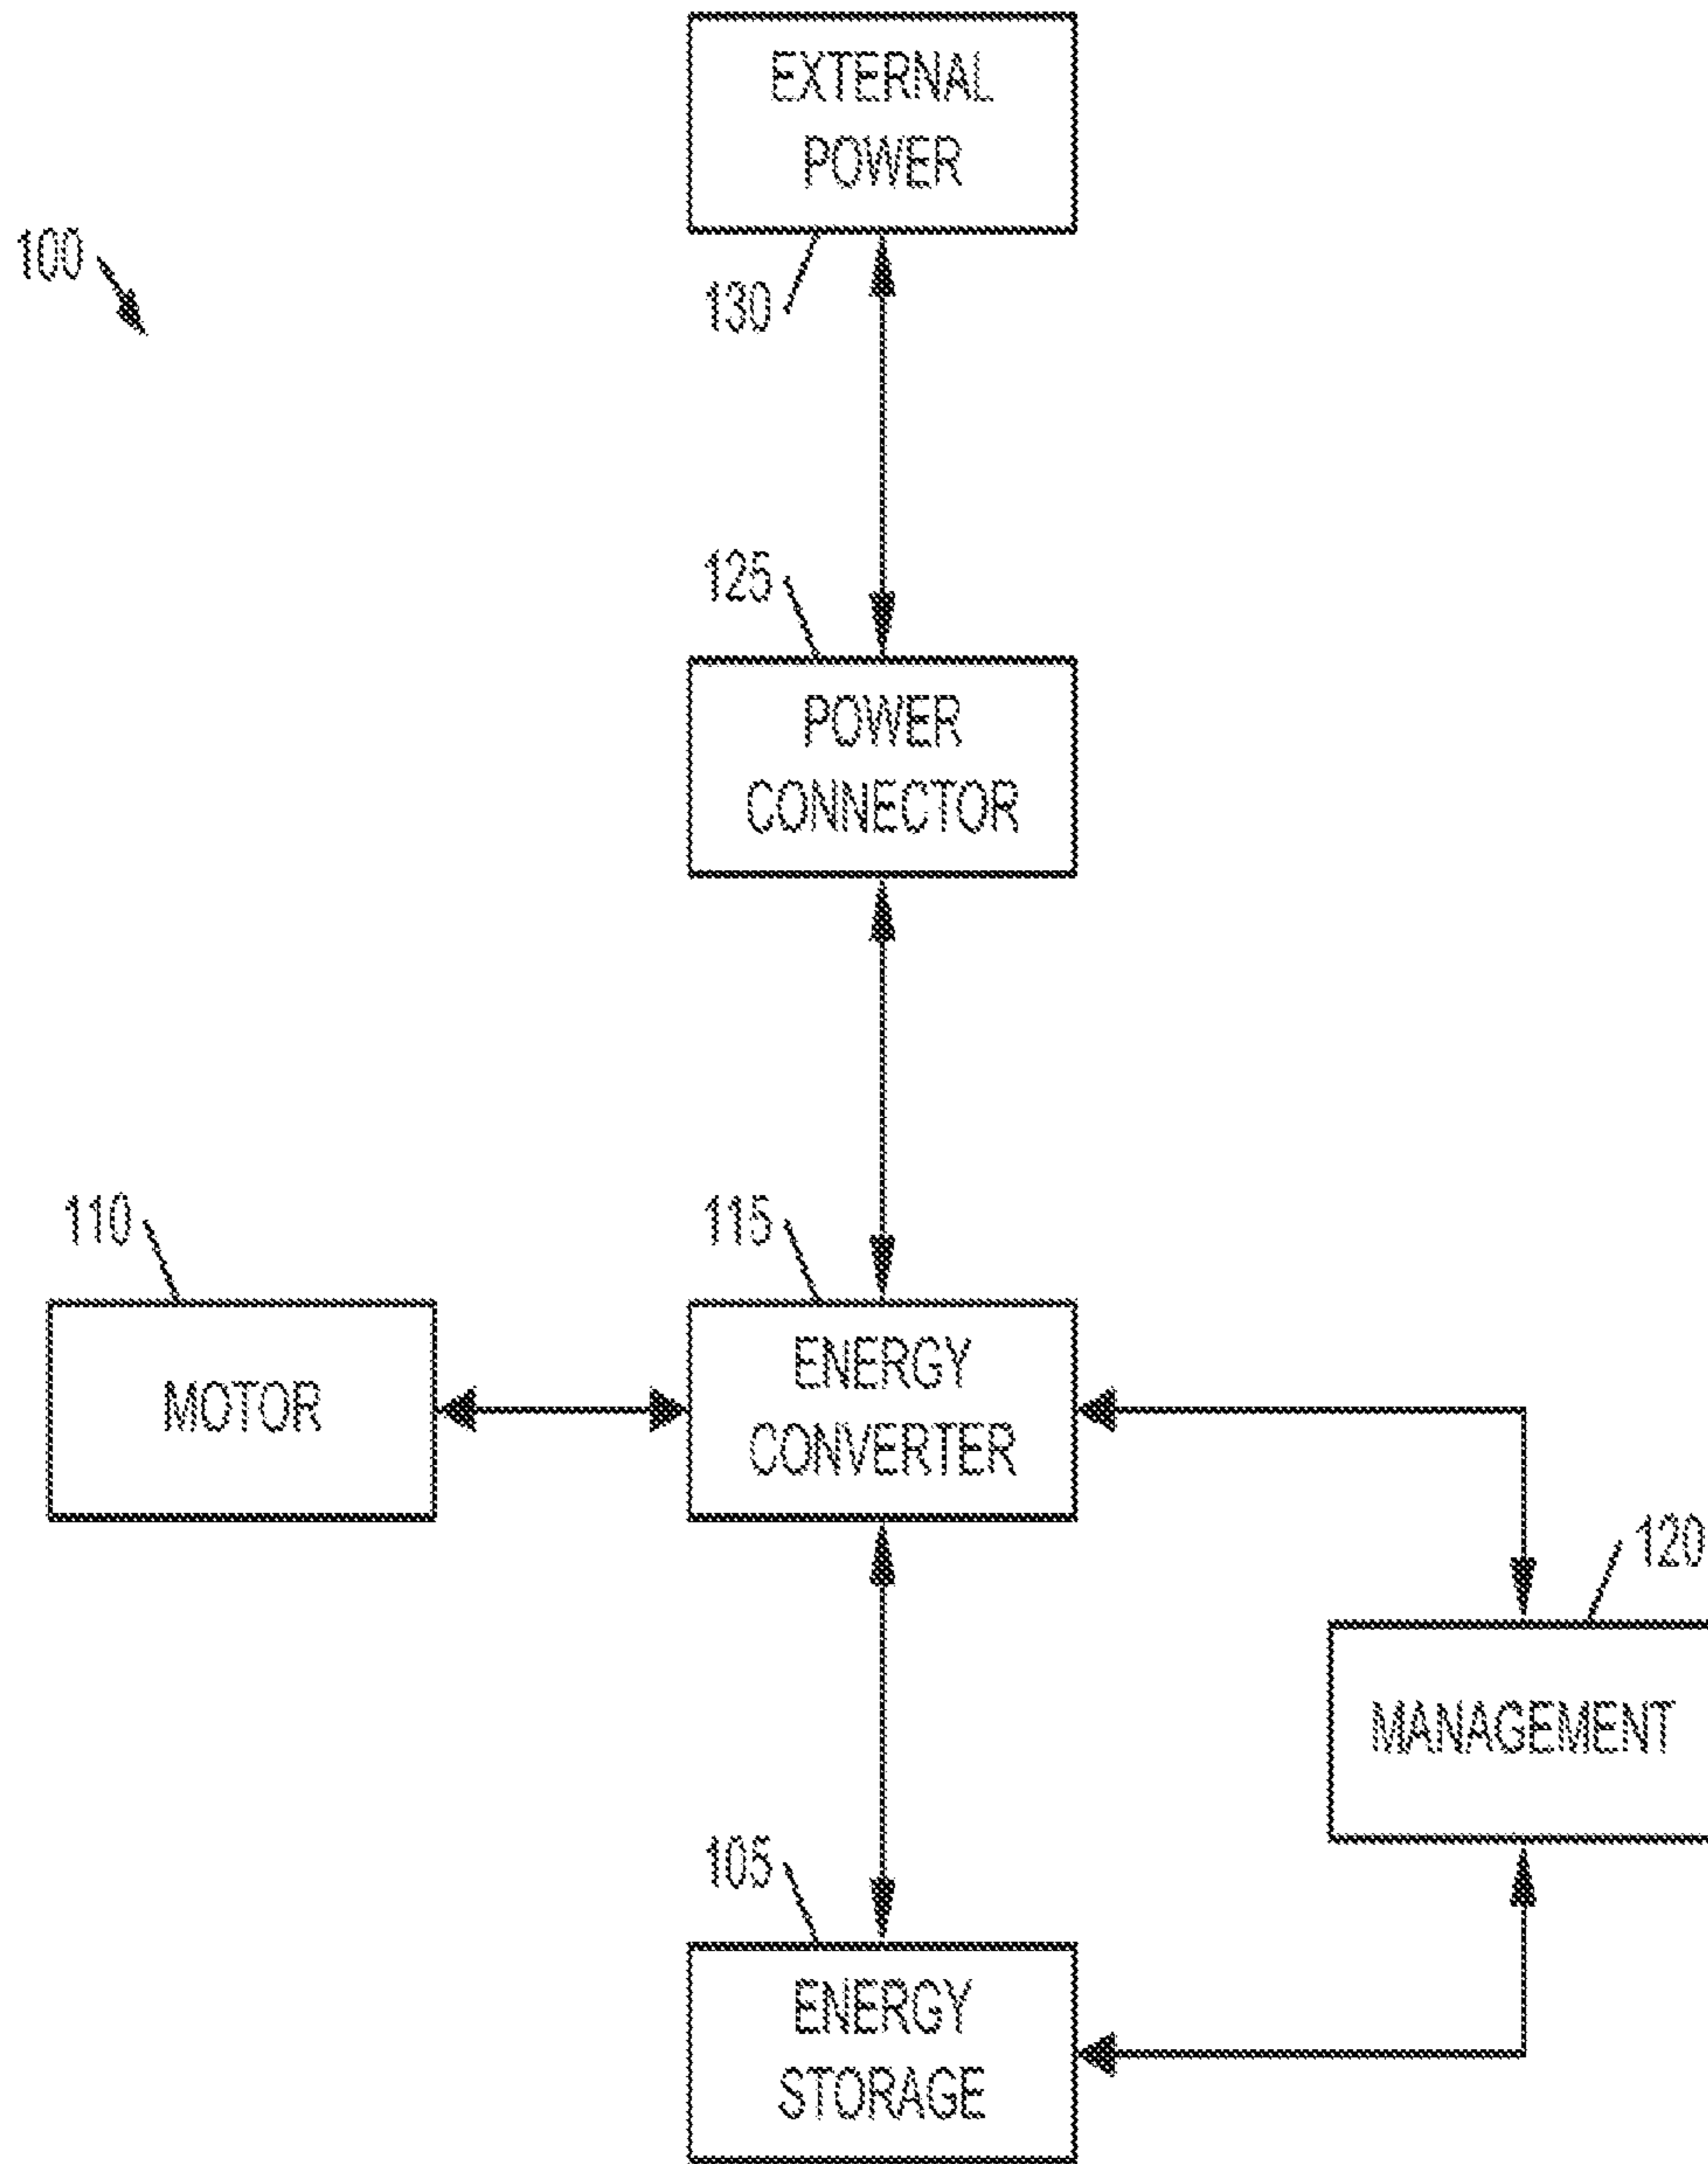 EXTERNAL
POWER
100
130
125
POWER
CONNECTOR
110
115
MOTOR
ENERGY
CONVERTER
120
MANAGEMENT
105
ENERGY
STORAGE